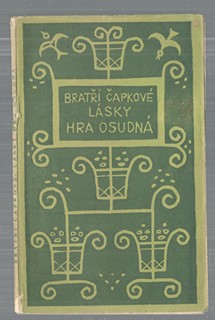 BRATŘÍ ČAPKOVÉ
LÁSKY
HRA OSUDNÁ